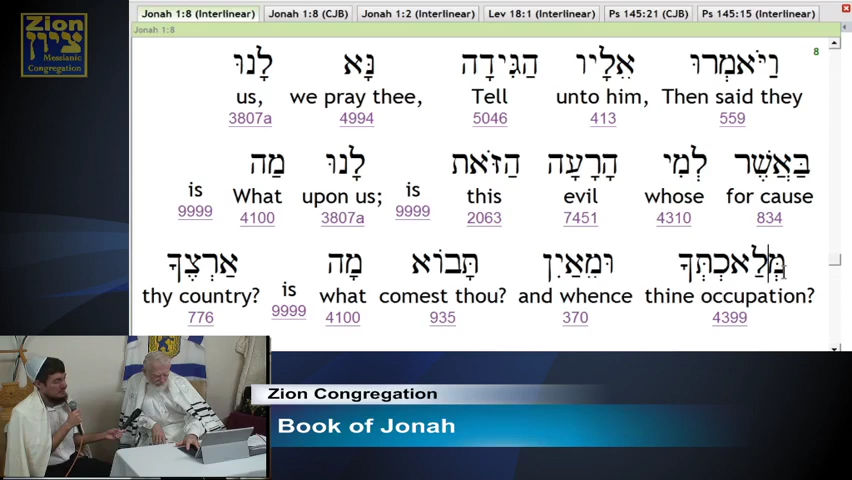 Jonah 1:8 (Interlinear) Jonah 1:8 (CJB) Jonah 1:2 (Interlinear) Lev 18:1 (Interlinear) Ps 145:21 (CJB) Ps 145:15 (Interlinear)
Jonah 1:8
Zion
ציון
Messianic
Congregation
8
וַיֹּאמְרוּ אֵלָיו הַגִּידָה נָּא לָנוּ
us, we pray thee, Tell unto him, Then said they
3807a 4994 5046 413 559
בַּאֲשֶׁר לְמִי הָרָעָה הַזֹּאת לָנוּ מַה
is What upon us; is this evil whose for cause
9999 4100 3807a 9999 2063 7451 4310 834
מְּלַאכְתְּךָ וּמֵאַיִן תָּבוֹא מָה אַרְצֶךָ
thy country? is what comest thou? and whence thine occupation?
776 9999 4100 935 370 4399
Zion Congregation
Book of Jonah